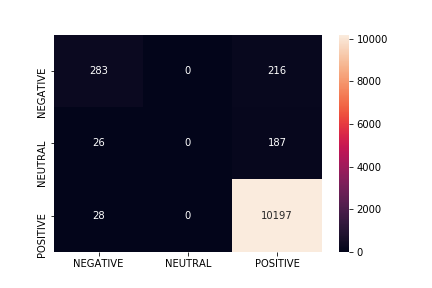 NEGATIVE 283 0 216
NEUTRAL 26 0 187
POSITIVE 28 0 10197
NEGATIVE NEUTRAL POSITIVE
10000
8000
6000
4000
2000
0